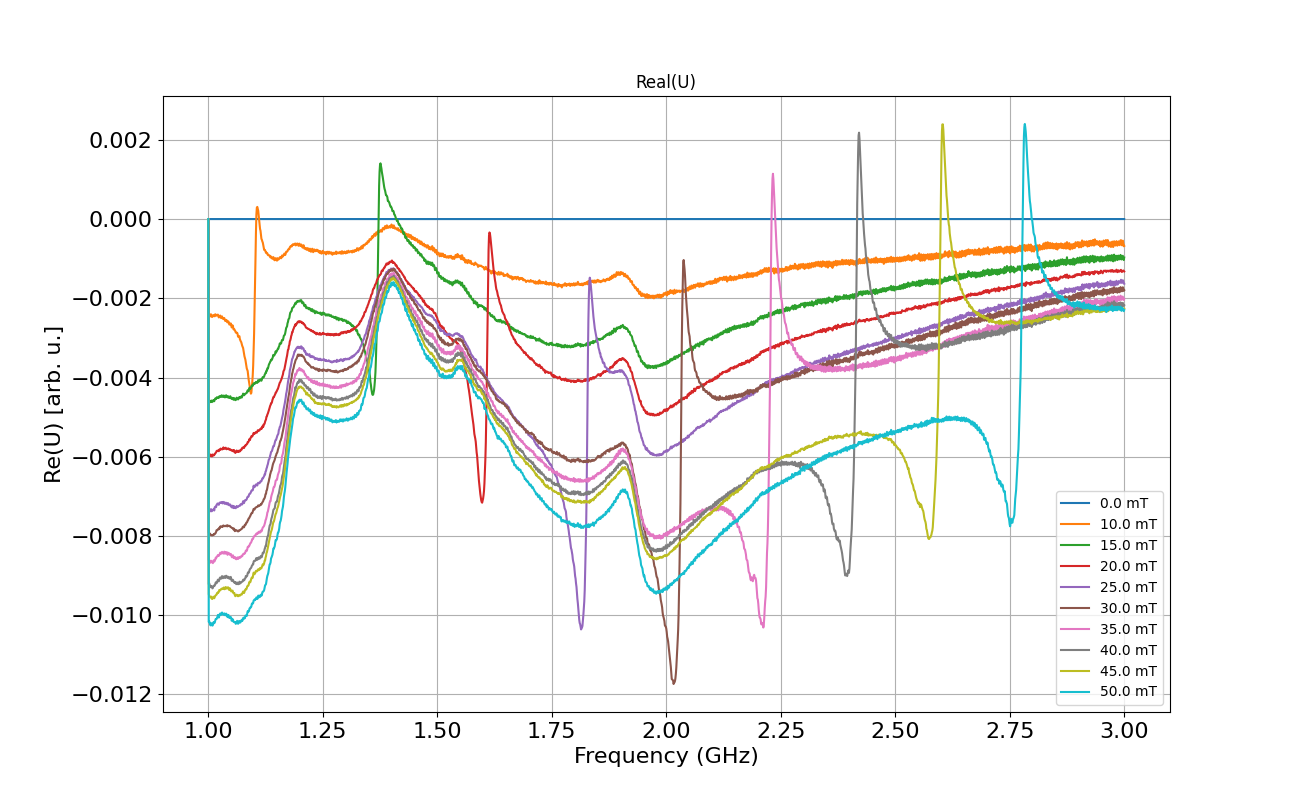 Real(U)
0.002
0.000
−0.002
−0.004
−0.006
−0.008
−0.010
−0.012
Re(U) [arb. u.]
1.00 1.25 1.50 1.75 2.00 2.25 2.50 2.75 3.00
Frequency (GHz)
0.0 mT
10.0 mT
15.0 mT
20.0 mT
25.0 mT
30.0 mT
35.0 mT
40.0 mT
45.0 mT
50.0 mT